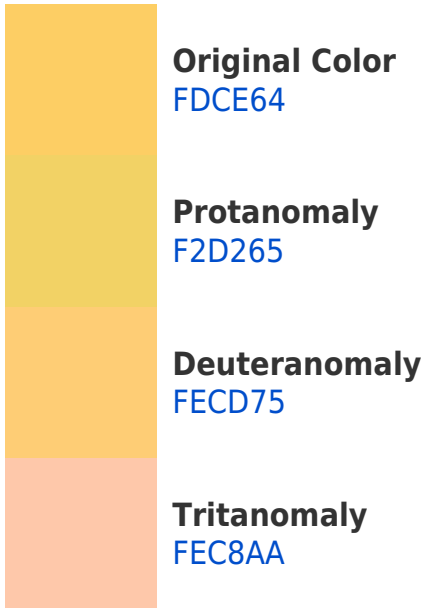 Original Color
FDCE64
Protanomaly
F2D265
Deuteranomaly
FECD75
Tritanomaly
FEC8AA